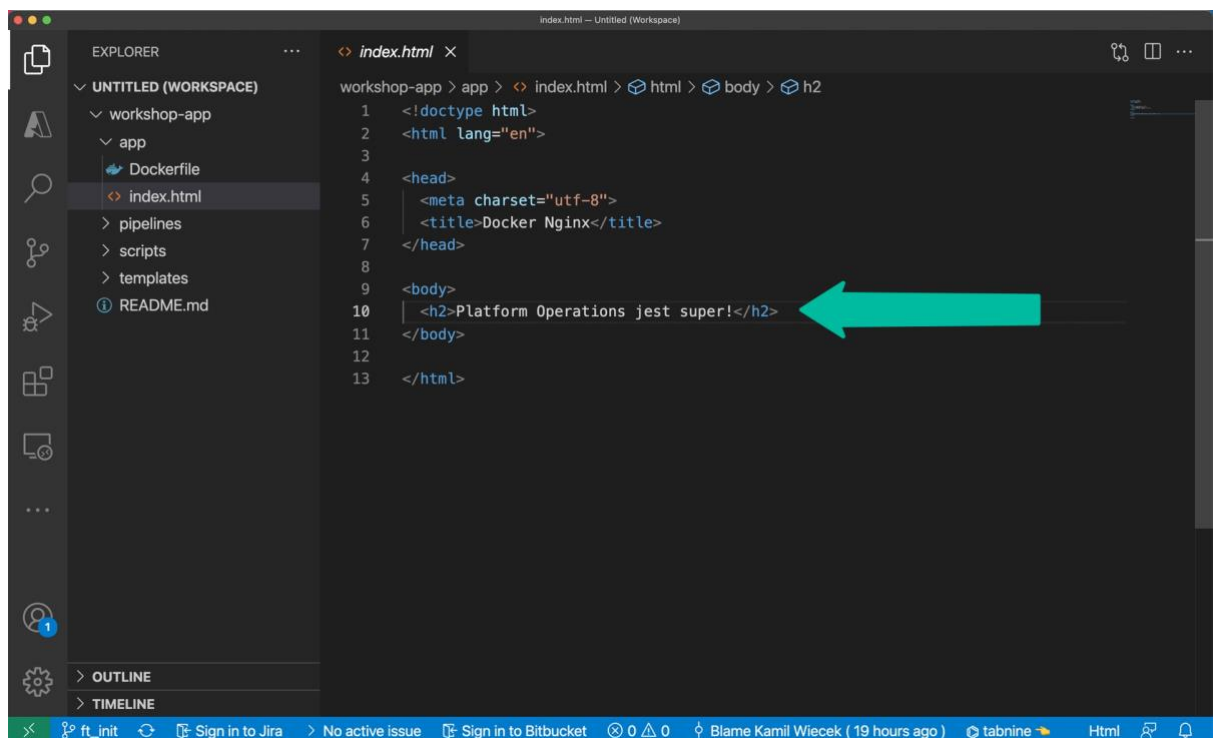 index.html — Untitled (Workspace)
EXPLORER
UNTITLED (WORKSPACE)
workshop-app
app
Dockerfile
index.html
pipelines
scripts
templates
README.md
OUTLINE
TIMELINE
index.html
workshop-app > app > index.html > html > body > h2
1 <!doctype html>
2 <html lang="en">
3
4 <head>
5 <meta charset="utf-8">
6 <title>Docker Nginx</title>
7 </head>
8
9 <body>
10 <h2>Platform Operations jest super!</h2>
11 </body>
12
13 </html>
1
ft_init Sign in to Jira > No active issue Sign in to Bitbucket 0 0 Blame Kamil Wiecek ( 19 hours ago ) tabnine Html